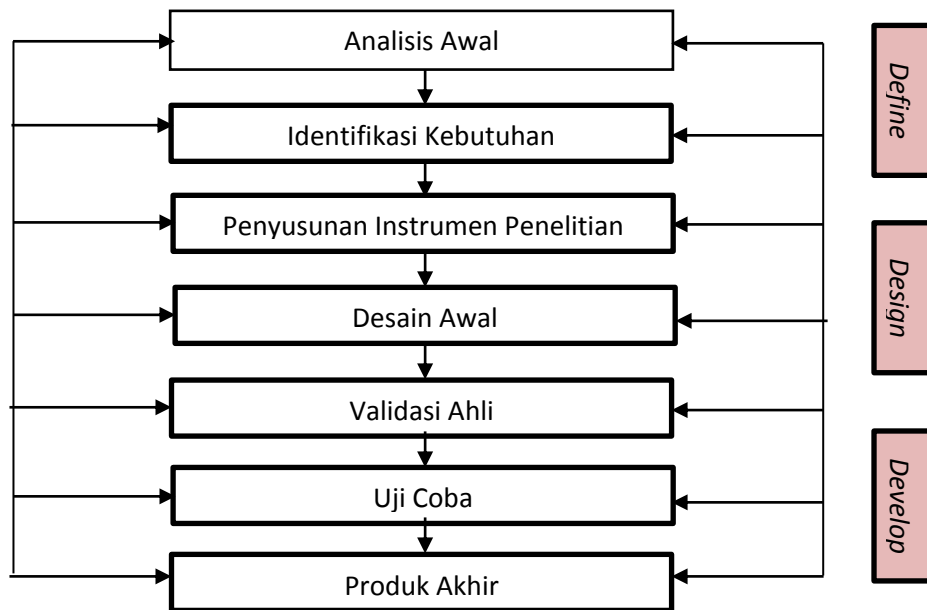 Analisis Awal
Define
Identifikasi Kebutuhan
Penyusunan Instrumen Penelitian
Design
Desain Awal
Validasi Ahli
Develop
Uji Coba
Produk Akhir